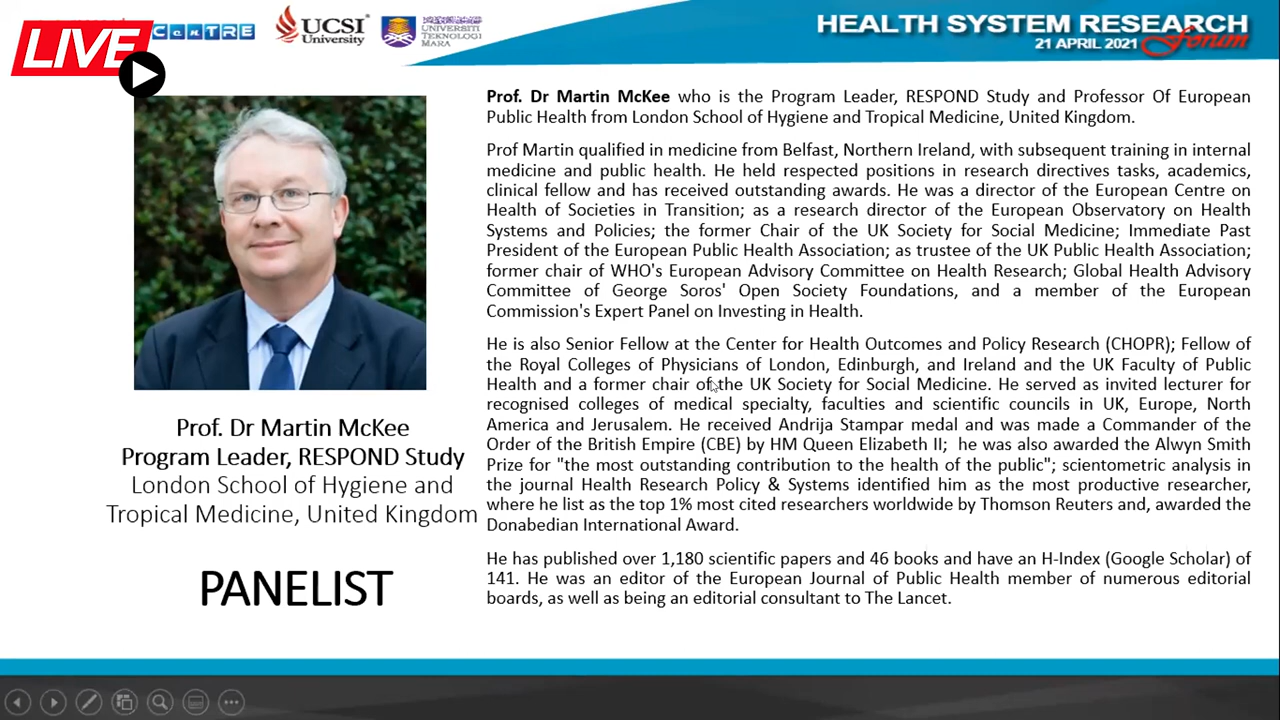 LIVE
CENTRE
UCSI
University
UNIVERSITI
TEKNOLOGI
MARA
HEALTH SYSTEM RESEARCH
21 APRIL 2021 Forum
Prof. Dr Martin McKee
Program Leader, RESPOND Study
London School of Hygiene and
Tropical Medicine, United Kingdom
PANELIST
Prof. Dr Martin McKee who is the Program Leader, RESPOND Study and Professor Of European
Public Health from London School of Hygiene and Tropical Medicine, United Kingdom.
Prof Martin qualified in medicine from Belfast, Northern Ireland, with subsequent training in internal
medicine and public health. He held respected positions in research directives tasks, academics,
clinical fellow and has received outstanding awards. He was a director of the European Centre on
Health of Societies in Transition; as a research director of the European Observatory on Health
Systems and Policies; the former Chair of the UK Society for Social Medicine; Immediate Past
President of the European Public Health Association; as trustee of the UK Public Health Association;
former chair of WHO's European Advisory Committee on Health Research; Global Health Advisory
Committee of George Soros' Open Society Foundations, and a member of the European
Commission's Expert Panel on Investing in Health.
He is also Senior Fellow at the Center for Health Outcomes and Policy Research (CHOPR); Fellow of
the Royal Colleges of Physicians of London, Edinburgh, and Ireland and the UK Faculty of Public
Health and a former chair of the UK Society for Social Medicine. He served as invited lecturer for
recognised colleges of medical specialty, faculties and scientific councils in UK, Europe, North
America and Jerusalem. He received Andrija Stampar medal and was made a Commander of the
Order of the British Empire (CBE) by HM Queen Elizabeth II; he was also awarded the Alwyn Smith
Prize for "the most outstanding contribution to the health of the public"; scientometric analysis in
the journal Health Research Policy & Systems identified him as the most productive researcher,
where he list as the top 1% most cited researchers worldwide by Thomson Reuters and, awarded the
Donabedian International Award.
He has published over 1,180 scientific papers and 46 books and have an H-Index (Google Scholar) of
141. He was an editor of the European Journal of Public Health member of numerous editorial
boards, as well as being an editorial consultant to The Lancet.